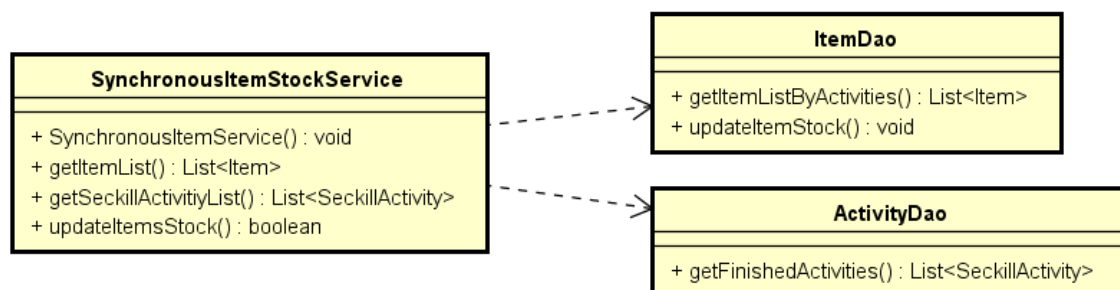 SynchronousItemStockService
+ SynchronousItemService() : void
+ getItemList() : List<Item>
+ getSeckillActivitiyList() : List<SeckillActivity>
+ updateItemsStock() : boolean
ItemDao
+ getItemListByActivities() : List<Item>
+ updateItemStock() : void
ActivityDao
+ getFinishedActivities() : List<SeckillActivity>